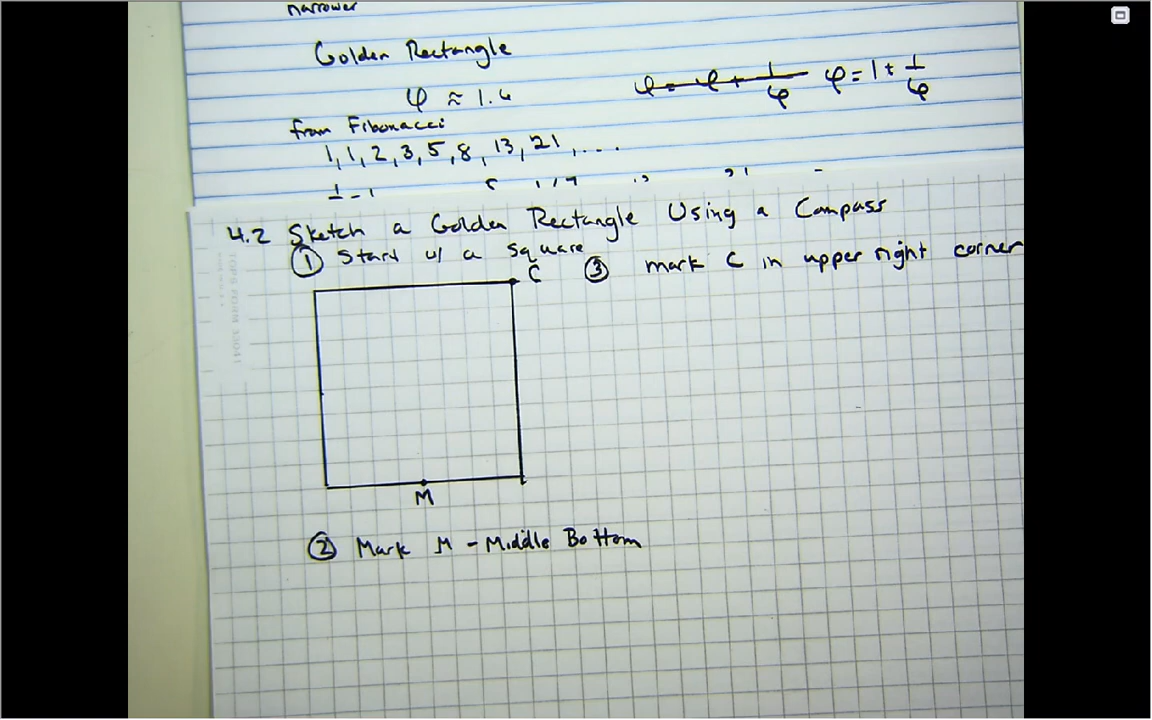 narrower
Golden Rectangle
φ ≈ 1.6
φ = φ + 1/φ φ = 1 + 1/φ
from Fibonacci
1, 1, 2, 3, 5, 8, 13, 21, ...
4.2 Sketch a Golden Rectangle Using a Compass
① Start w/ a square
③ mark C in upper right corner
C
M
② Mark M - Middle Bottom